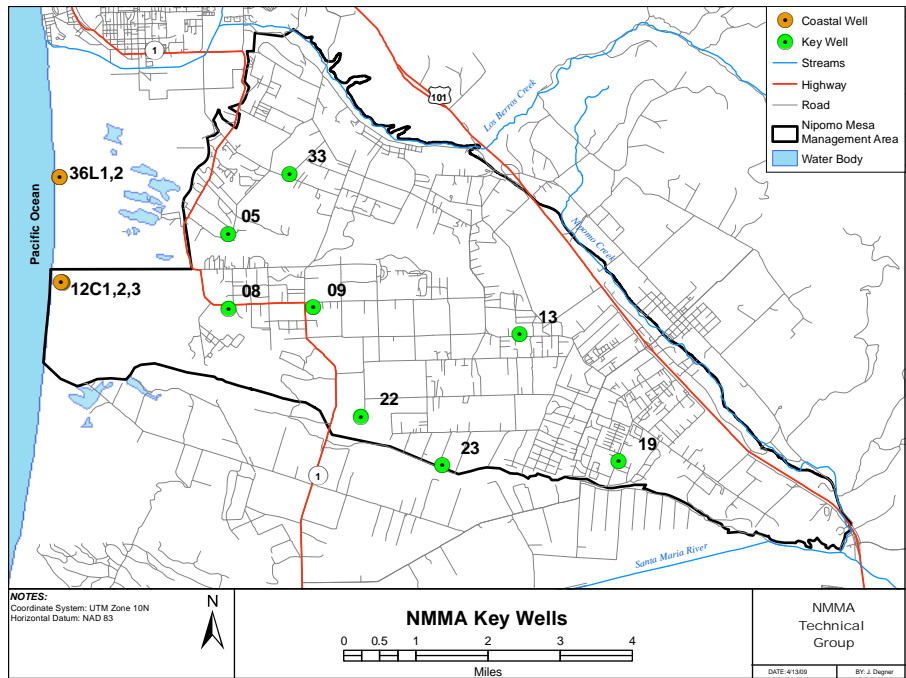 Coastal Well
Key Well
Streams
Highway
Road
Nipomo Mesa
Management Area
Water Body
1
101
Los Berros Creek
33
36L1,2
05
Pacific Ocean
Nipomo Creek
12C1,2,3
08
09
13
22
23
19
1
Santa Maria River
NOTES:
Coordinate System: UTM Zone 10N
Horizontal Datum: NAD 83
N
NMMA Key Wells
0 0.5 1 2 3 4
Miles
NMMA
Technical
Group
DATE:4/13/09 BY: J. Degner